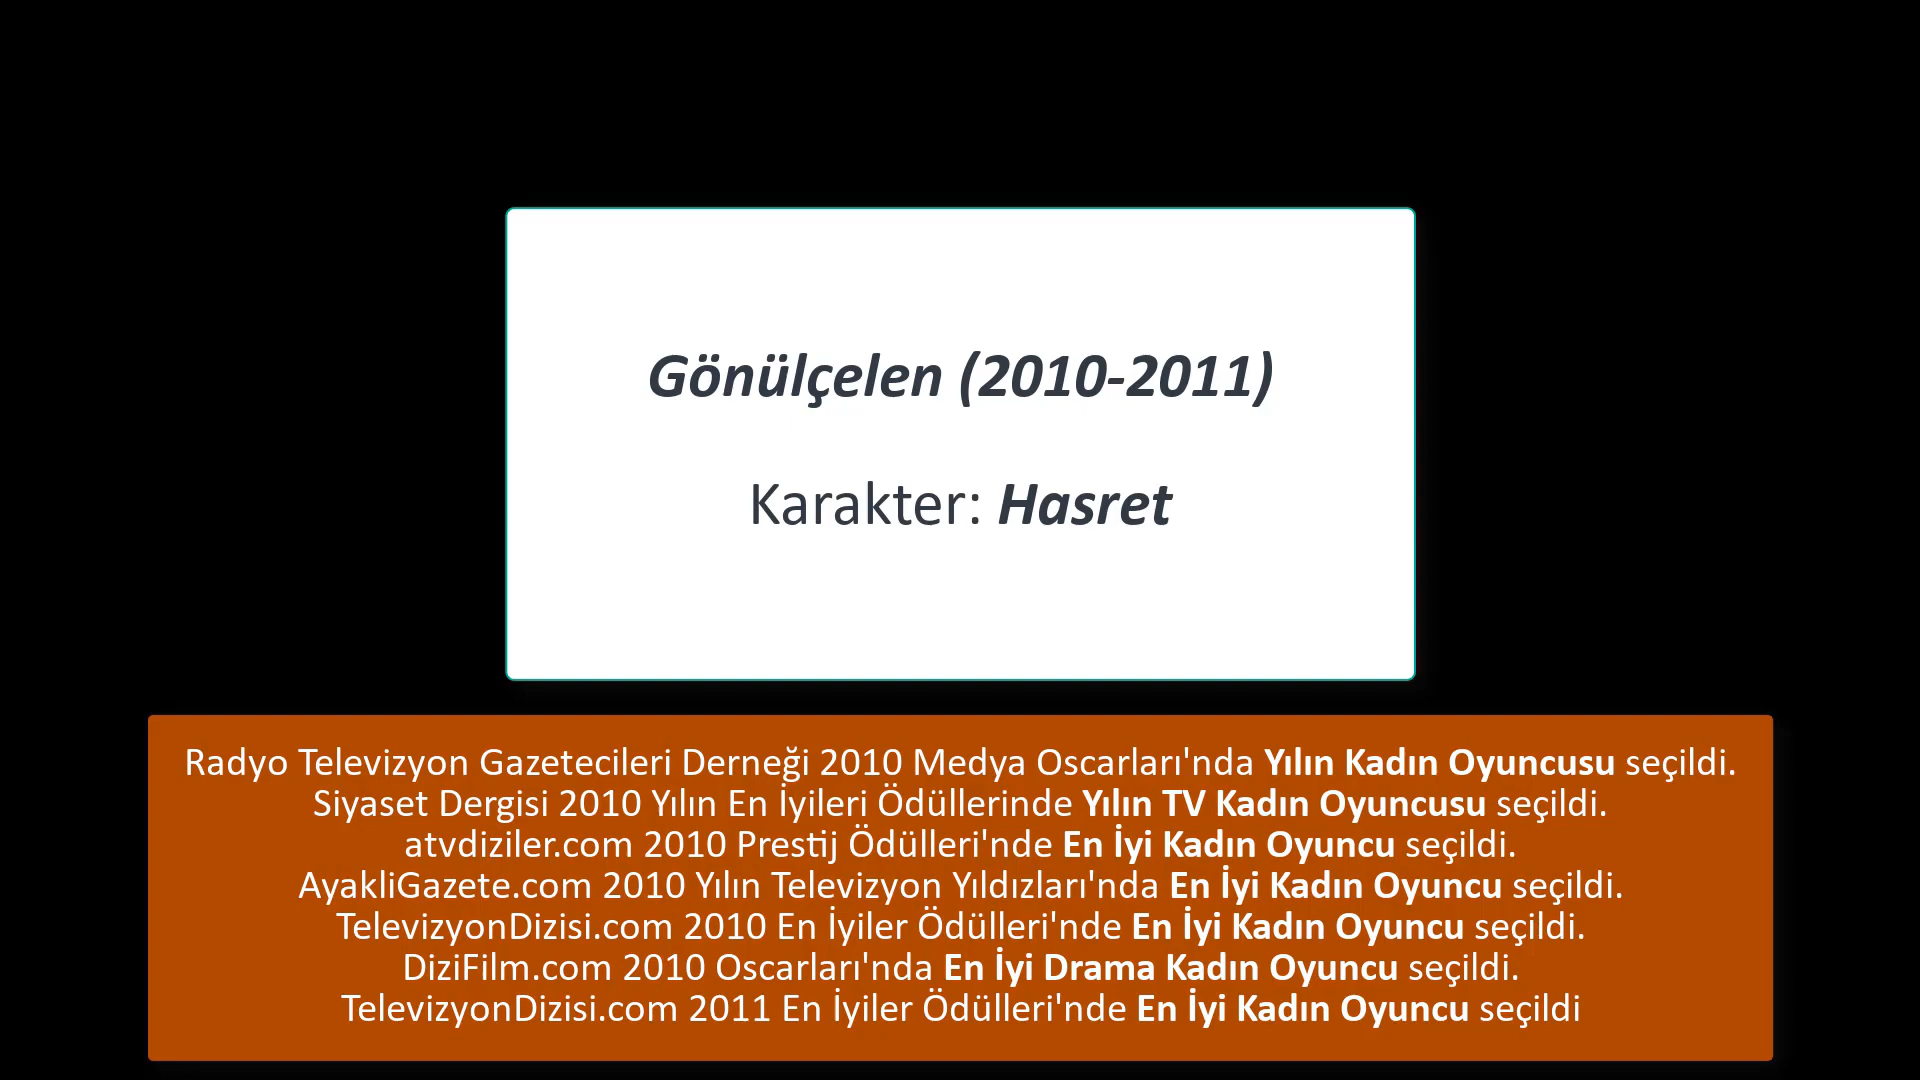 Gönülçelen (2010-2011)
Karakter: Hasret
Radyo Televizyon Gazetecileri Derneği 2010 Medya Oscarları'nda Yılın Kadın Oyuncusu seçildi.
Siyaset Dergisi 2010 Yılın En İyileri Ödüllerinde Yılın TV Kadın Oyuncusu seçildi.
atvdiziler.com 2010 Prestij Ödülleri'nde En İyi Kadın Oyuncu seçildi.
AyakliGazete.com 2010 Yılın Televizyon Yıldızları'nda En İyi Kadın Oyuncu seçildi.
TelevizyonDizisi.com 2010 En İyiler Ödülleri'nde En İyi Kadın Oyuncu seçildi.
DiziFilm.com 2010 Oscarları'nda En İyi Drama Kadın Oyuncu seçildi.
TelevizyonDizisi.com 2011 En İyiler Ödülleri'nde En İyi Kadın Oyuncu seçildi